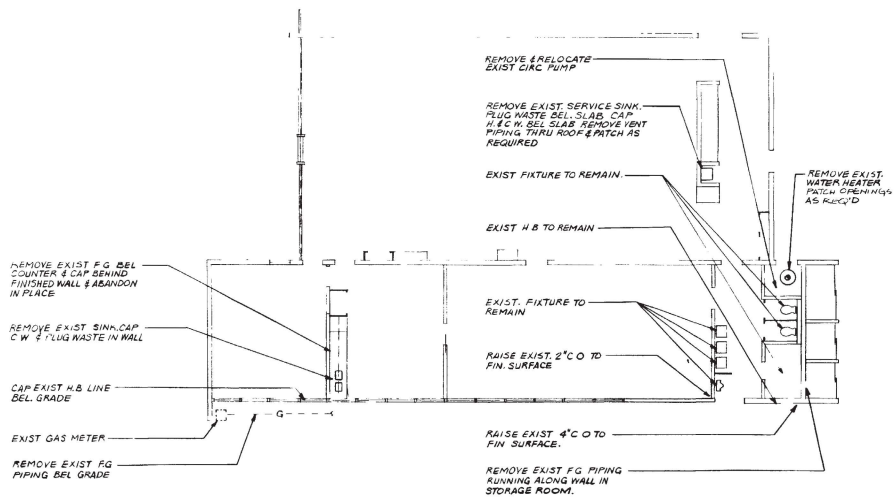 REMOVE & RELOCATE
EXIST CIRC PUMP
REMOVE EXIST. SERVICE SINK.
PLUG WASTE BEL. SLAB CAP
H. & C W. BEL SLAB REMOVE VENT
PIPING THRU ROOF & PATCH AS
REQUIRED
EXIST FIXTURE TO REMAIN.
REMOVE EXIST.
WATER HEATER
PATCH OPENINGS
AS REQ'D
EXIST H B TO REMAIN
REMOVE EXIST F.G BEL
COUNTER & CAP BEHIND
FINISHED WALL & ABANDON
IN PLACE
EXIST. FIXTURE TO
REMAIN
REMOVE EXIST SINK. CAP
C W & PLUG WASTE IN WALL
RAISE EXIST. 2" C O TO
FIN. SURFACE
CAP EXIST H.B LINE
BEL. GRADE
G
EXIST GAS METER
RAISE EXIST 4" C O TO
FIN SURFACE.
REMOVE EXIST F.G
PIPING BEL GRADE
REMOVE EXIST FG PIPING
RUNNING ALONG WALL IN
STORAGE ROOM.